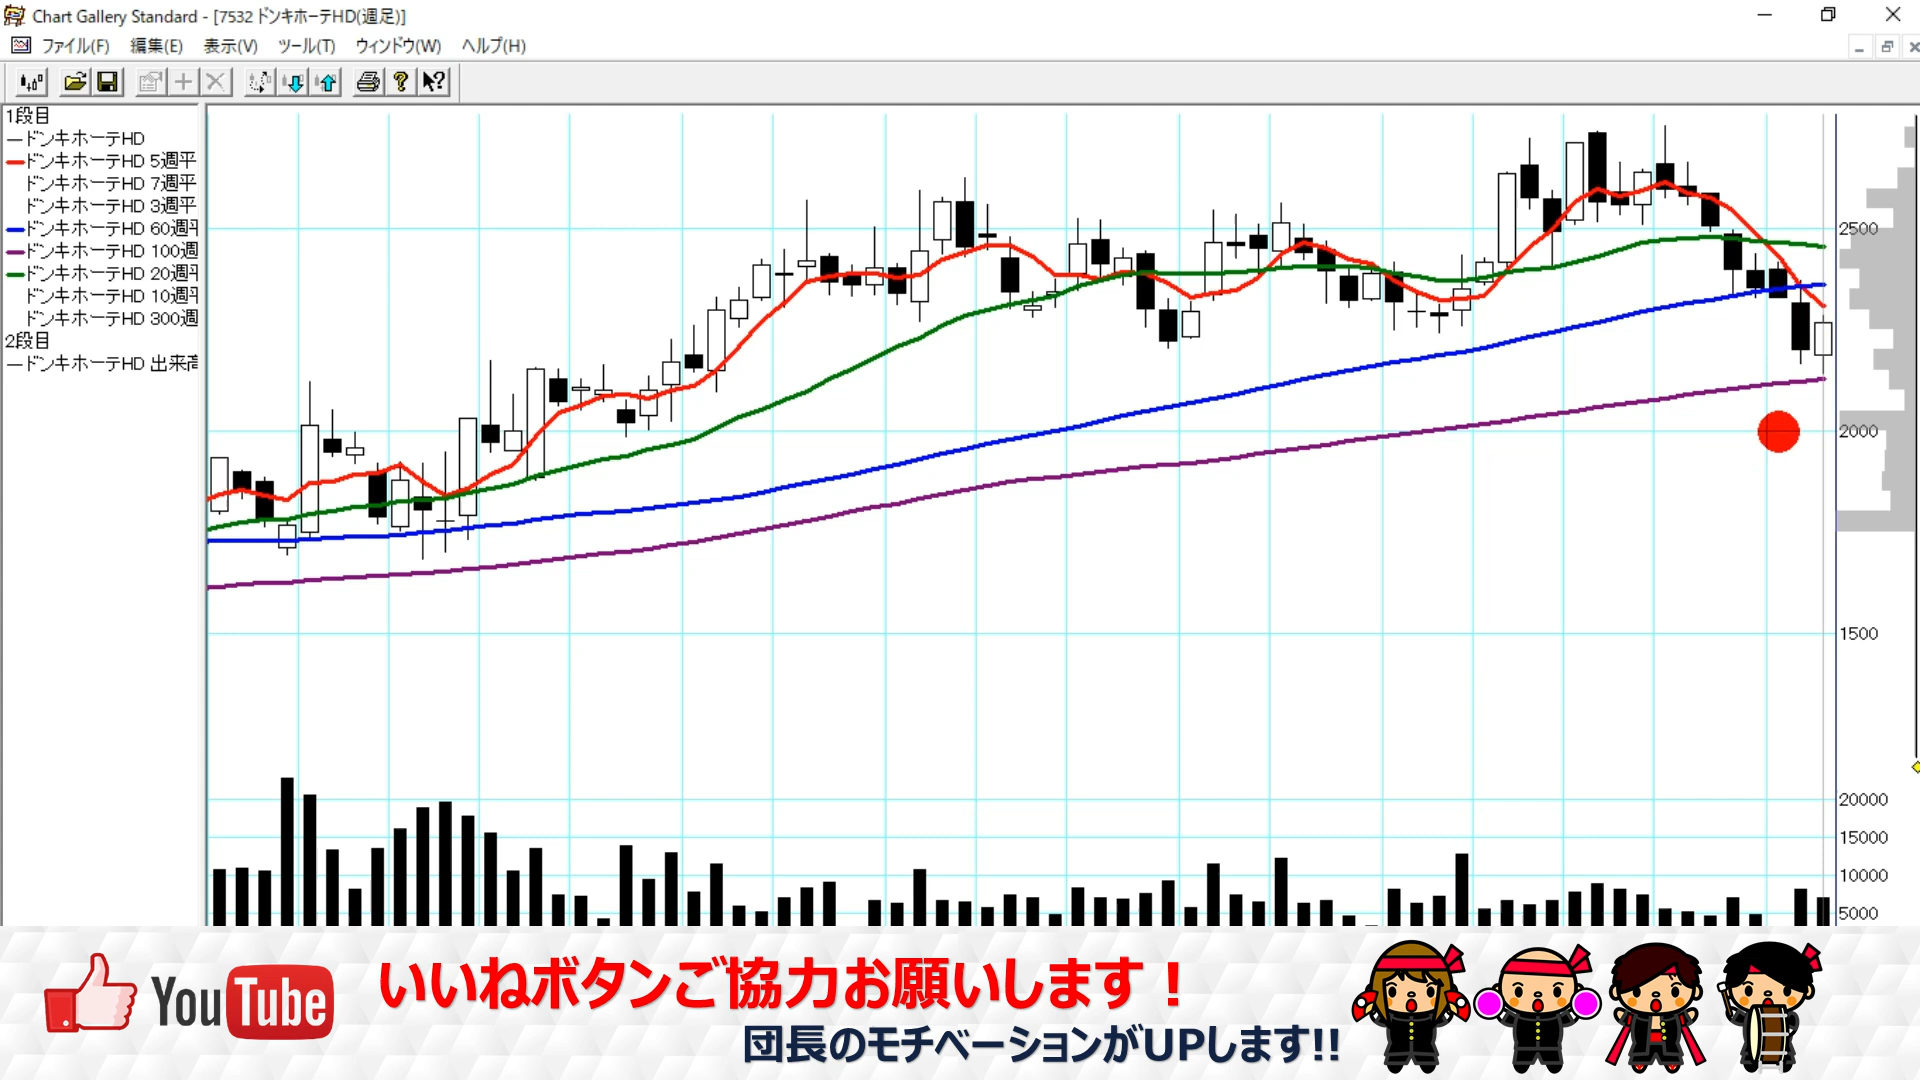 Chart Gallery Standard - [7532 ドンキホーテHD(週足)]
ファイル(F) 編集(E) 表示(V) ツール(T) ウィンドウ(W) ヘルプ(H)
1段目
ドンキホーテHD
ドンキホーテHD 5週平
ドンキホーテHD 7週平
ドンキホーテHD 3週平
ドンキホーテHD 60週平
ドンキホーテHD 100週
ドンキホーテHD 20週平
ドンキホーテHD 10週平
ドンキホーテHD 300週
2段目
ドンキホーテHD 出来高
2500
2000
1500
20000
15000
10000
5000
YouTube
いいねボタンご協力お願いします！
団長のモチベーションがUPします!!